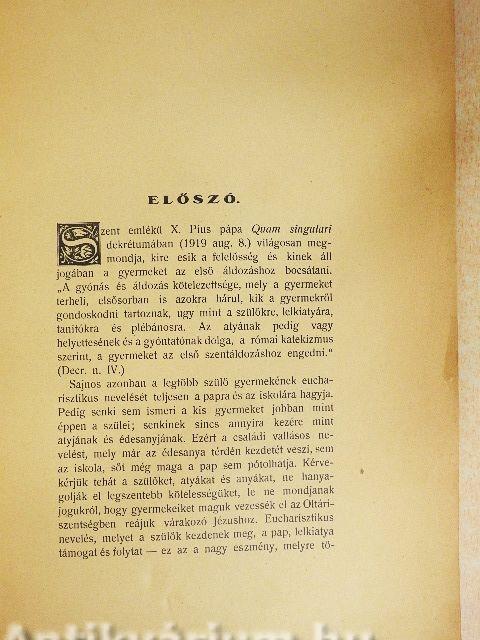 ELŐSZÓ.
Szent emlékű X. Pius pápa Quam singulari
dekrétumában (1919 aug. 8.) világosan meg-
mondja, kire esik a felelősség és kinek áll
jogában a gyermeket az első áldozáshoz bocsátani.
„A gyónás és áldozás kötelezettsége, mely a gyermeket
terheli, elsősorban is azokra hárul, kik a gyermekről
gondoskodni tartoznak, úgy mint a szülőkre, lelkiatyára,
tanítókra és plébánosra. Az atyának pedig vagy
helyettesének és a gyóntatónak dolga, a római katekizmus
szerint, a gyermeket az első szentáldozáshoz engedni."
(Decr. n. IV.)
Sajnos azonban a legtöbb szülő gyermekének eucha-
risztikus nevelését teljesen a papra és az iskolára hagyja.
Pedig senki sem ismeri a kis gyermeket jobban mint
éppen a szülei; senkinek sincs annyira kezére mint
atyjának és édesanyjának. Ezért a családi vallásos ne-
velést, mely már az édesanya térdén kezdetét veszi, sem
az iskola, sőt még maga a pap sem pótolhatja. Kérve-
kérjük tehát a szülőket, atyákat és anyákat, ne hanya-
golják el legszentebb kötelességüket, le ne mondjanak
jogukról, hogy gyermekeiket maguk vezessék el az Oltári-
szentségben reájuk várakozó Jézushoz. Eucharisztikus
nevelés, melyet a szülők kezdenek meg, a pap, lelkiatya
támogat és folytat — ez az a nagy eszmény, melyre tö-
Antikvárium.hu